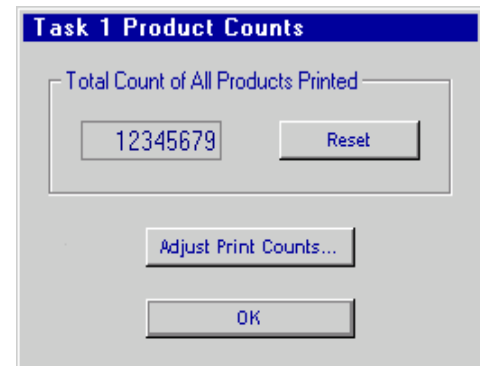 Task 1 Product Counts
Total Count of All Products Printed
12345679 Reset
Adjust Print Counts...
OK